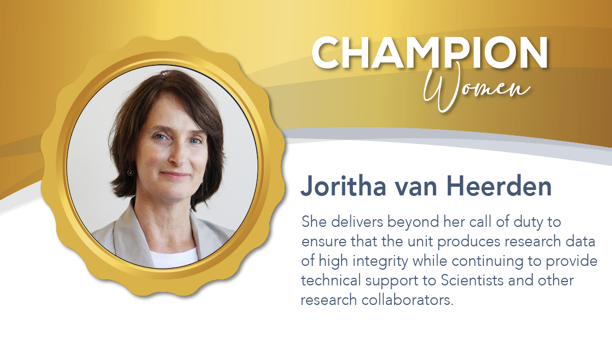 CHAMPION
Women
Joritha van Heerden
She delivers beyond her call of duty to
ensure that the unit produces research data
of high integrity while continuing to provide
technical support to Scientists and other
research collaborators.